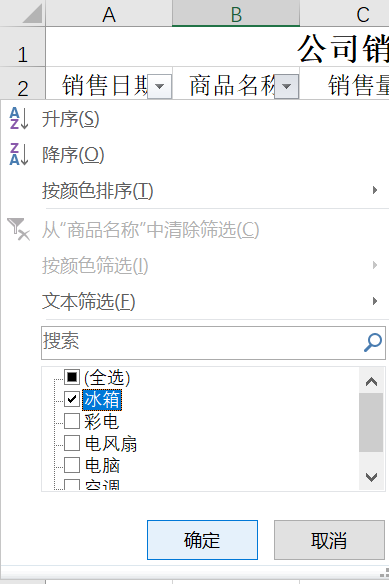 A B C
1 公司销
2 销售日期 商品名称 销售量
升序(S)
降序(O)
按颜色排序(T)
从“商品名称”中清除筛选(C)
按颜色筛选(I)
文本筛选(F)
搜索
(全选)
冰箱
彩电
电风扇
电脑
空调
确定 取消